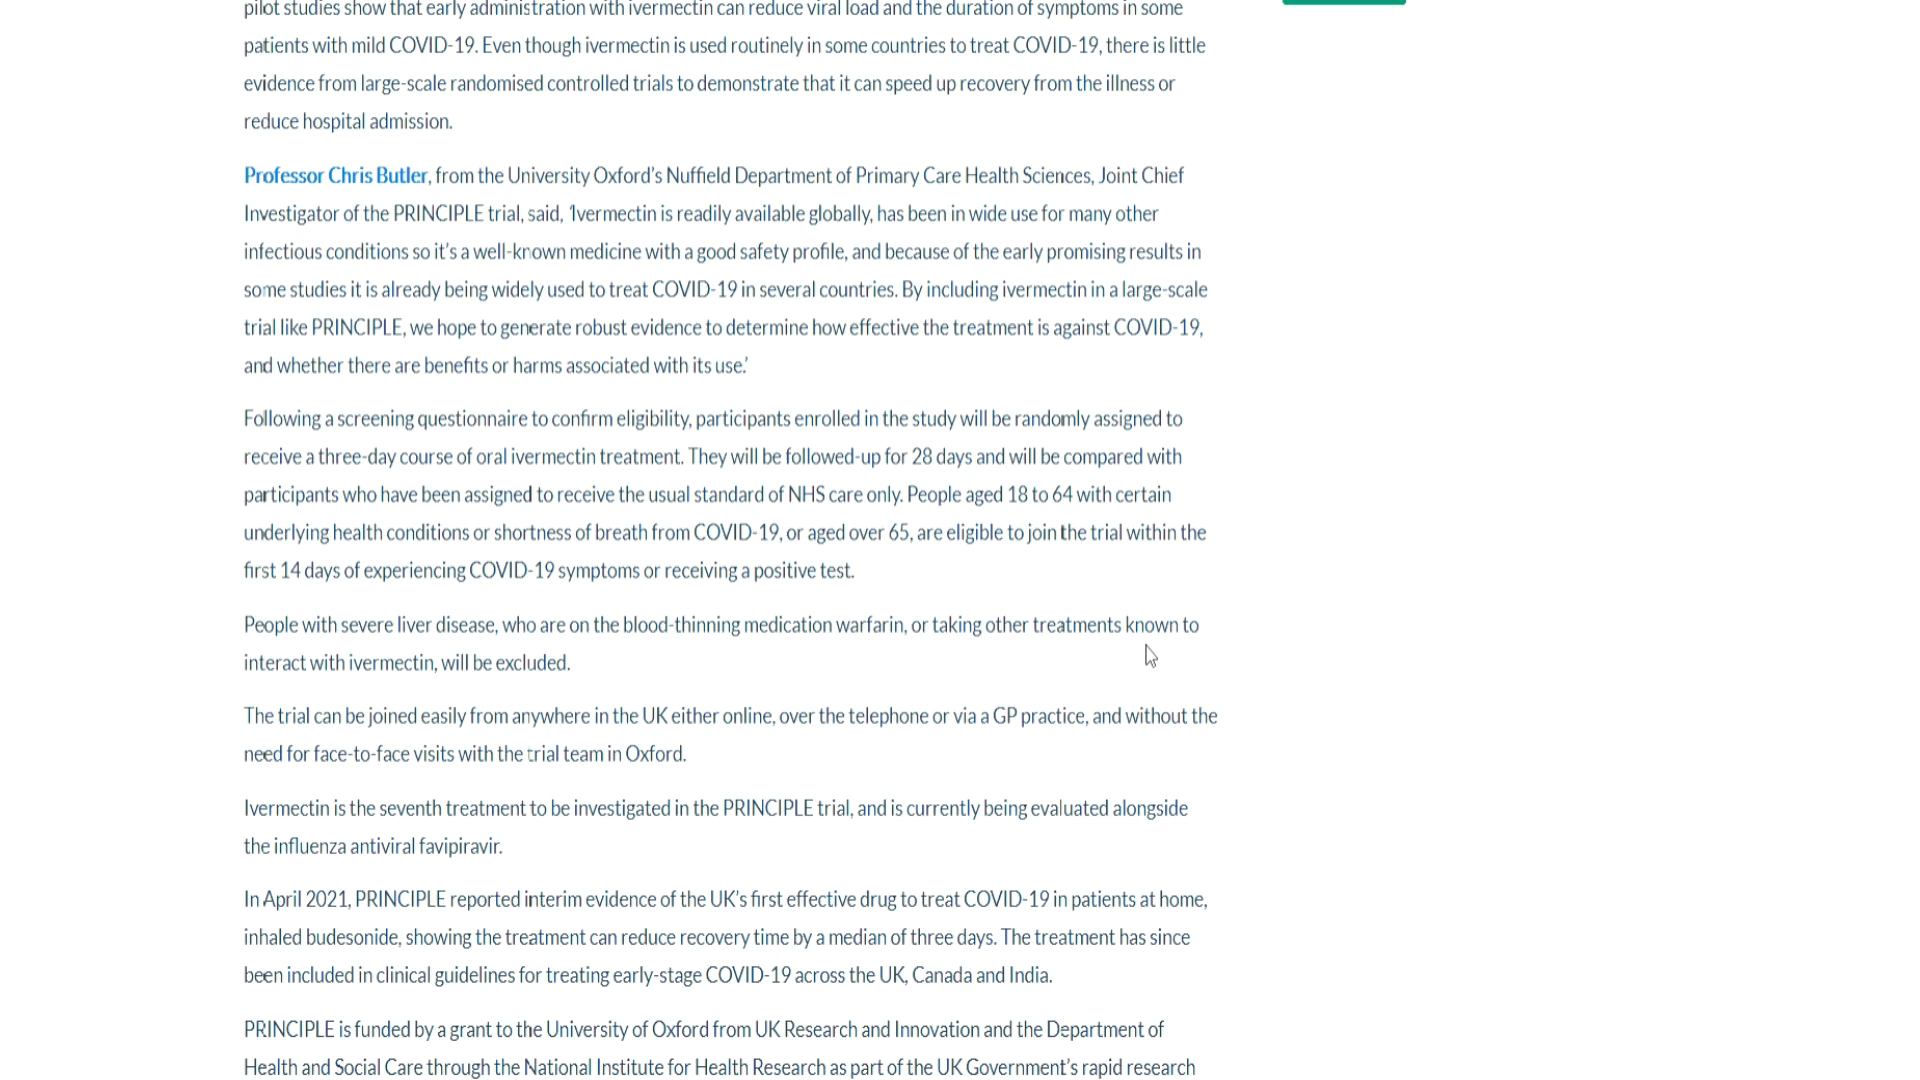 pilot studies show that early administration with ivermectin can reduce viral load and the duration of symptoms in some
patients with mild COVID-19. Even though ivermectin is used routinely in some countries to treat COVID-19, there is little
evidence from large-scale randomised controlled trials to demonstrate that it can speed up recovery from the illness or
reduce hospital admission.
Professor Chris Butler, from the University Oxford's Nuffield Department of Primary Care Health Sciences, Joint Chief
Investigator of the PRINCIPLE trial, said, 'Ivermectin is readily available globally, has been in wide use for many other
infectious conditions so it's a well-known medicine with a good safety profile, and because of the early promising results in
some studies it is already being widely used to treat COVID-19 in several countries. By including ivermectin in a large-scale
trial like PRINCIPLE, we hope to generate robust evidence to determine how effective the treatment is against COVID-19,
and whether there are benefits or harms associated with its use.'
Following a screening questionnaire to confirm eligibility, participants enrolled in the study will be randomly assigned to
receive a three-day course of oral ivermectin treatment. They will be followed-up for 28 days and will be compared with
participants who have been assigned to receive the usual standard of NHS care only. People aged 18 to 64 with certain
underlying health conditions or shortness of breath from COVID-19, or aged over 65, are eligible to join the trial within the
first 14 days of experiencing COVID-19 symptoms or receiving a positive test.
People with severe liver disease, who are on the blood-thinning medication warfarin, or taking other treatments known to
interact with ivermectin, will be excluded.
The trial can be joined easily from anywhere in the UK either online, over the telephone or via a GP practice, and without the
need for face-to-face visits with the trial team in Oxford.
Ivermectin is the seventh treatment to be investigated in the PRINCIPLE trial, and is currently being evaluated alongside
the influenza antiviral favipiravir.
In April 2021, PRINCIPLE reported interim evidence of the UK's first effective drug to treat COVID-19 in patients at home,
inhaled budesonide, showing the treatment can reduce recovery time by a median of three days. The treatment has since
been included in clinical guidelines for treating early-stage COVID-19 across the UK, Canada and India.
PRINCIPLE is funded by a grant to the University of Oxford from UK Research and Innovation and the Department of
Health and Social Care through the National Institute for Health Research as part of the UK Government's rapid research